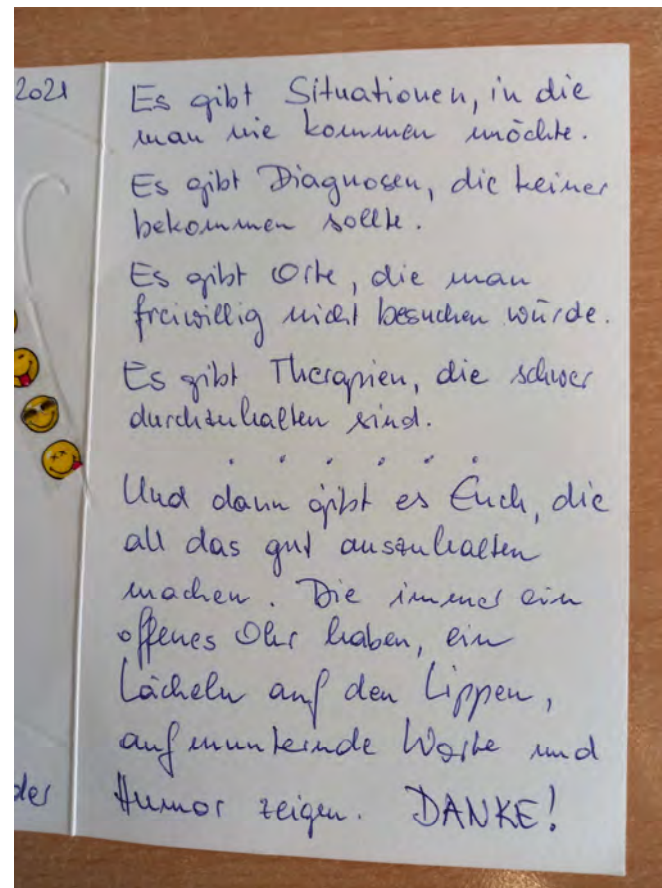 2021
Es gibt Situationen, in die
man nie kommen möchte.
Es gibt Diagnosen, die keiner
bekommen sollte.
Es gibt Orte, die man
freiwillig nicht besuchen würde.
Es gibt Therapien, die schwer
durchzuhalten sind.
. . . . . .
Und dann gibt es Euch, die
all das gut auszuhalten
machen. Die immer ein
offenes Ohr haben, ein
Lächeln auf den Lippen,
aufmunternde Worte und
der
Humor zeigen. DANKE!